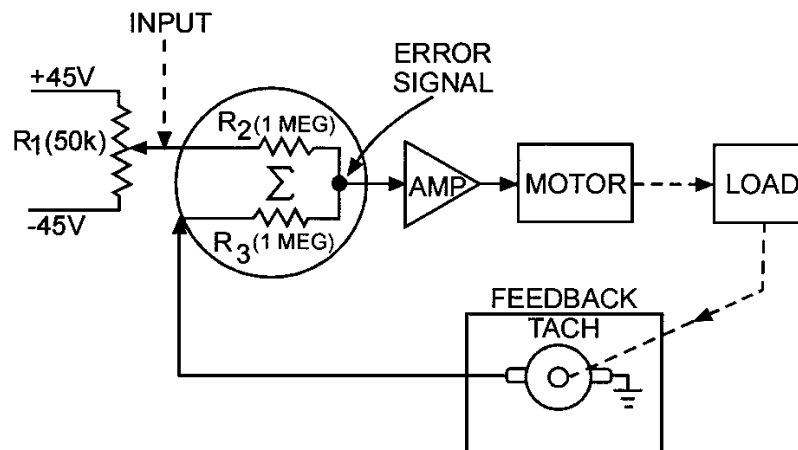 INPUT
ERROR
SIGNAL
+45V
R1(50k)
-45V
R2(1 MEG)
Σ
R3(1 MEG)
AMP
MOTOR
LOAD
FEEDBACK
TACH